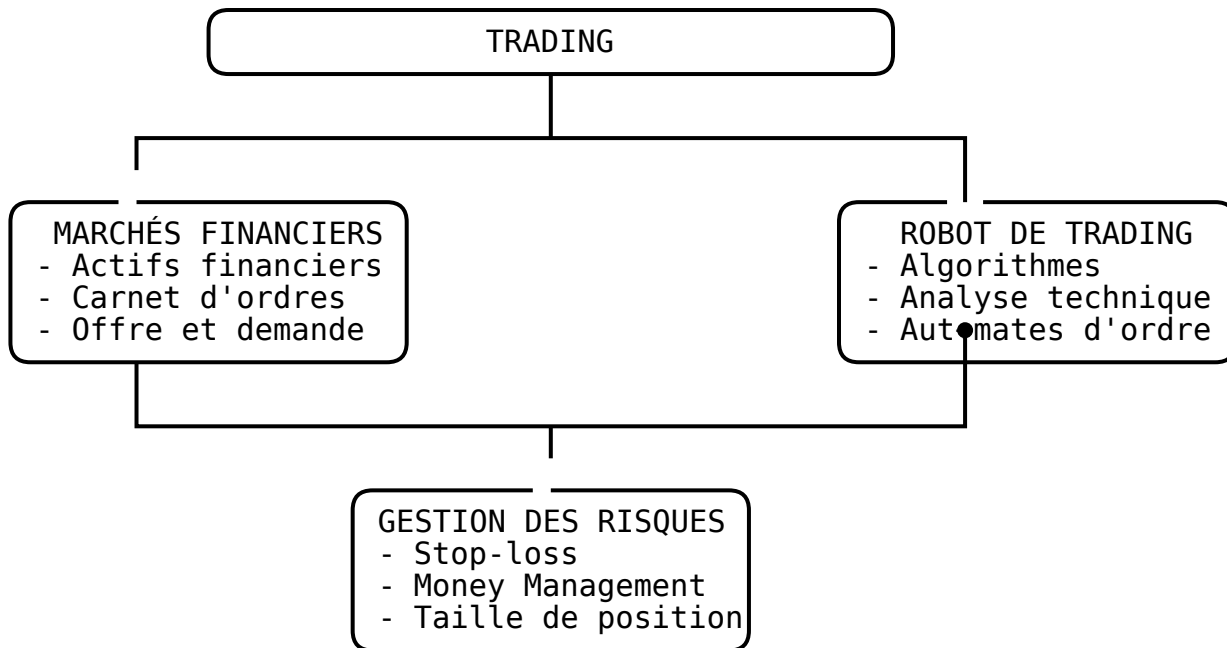 TRADING
MARCHÉS FINANCIERS
- Actifs financiers
- Carnet d'ordres
- Offre et demande
ROBOT DE TRADING
- Algorithmes
- Analyse technique
- Automates d'ordre
GESTION DES RISQUES
- Stop-loss
- Money Management
- Taille de position